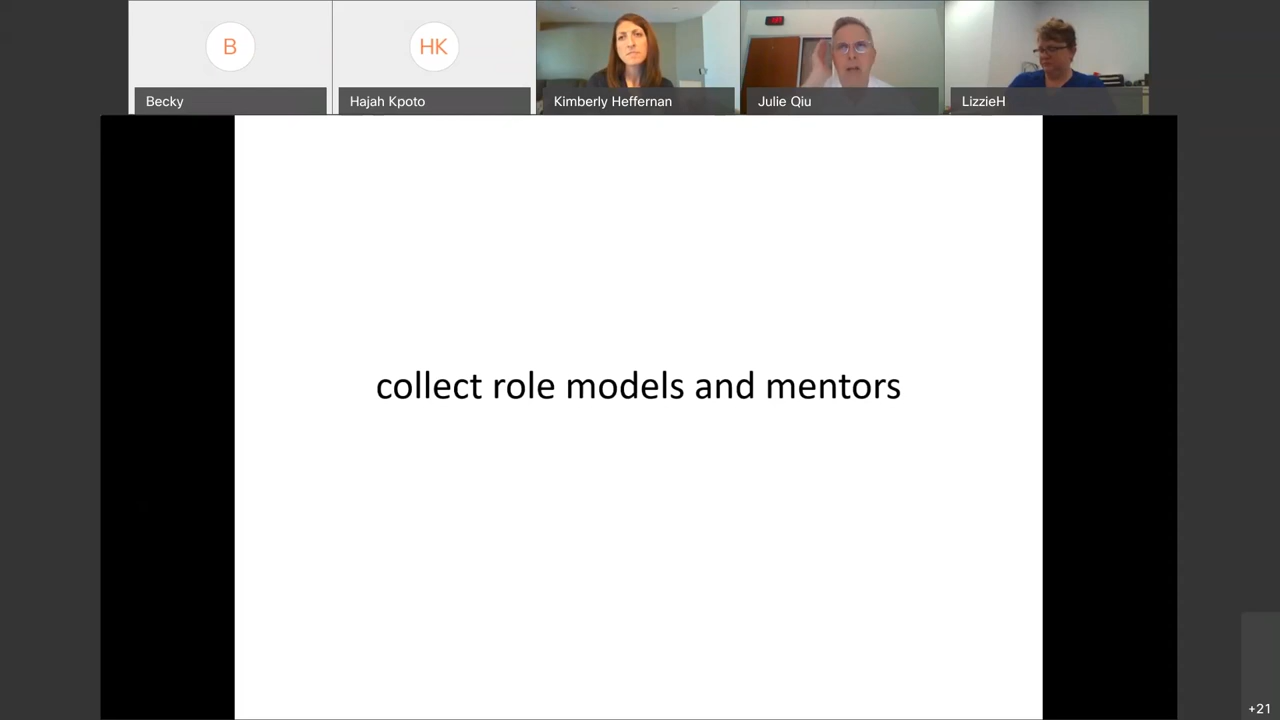 B
HK
Becky
Hajah Kpoto
Kimberly Heffernan
Julie Qiu
LizzieH
collect role models and mentors
+21